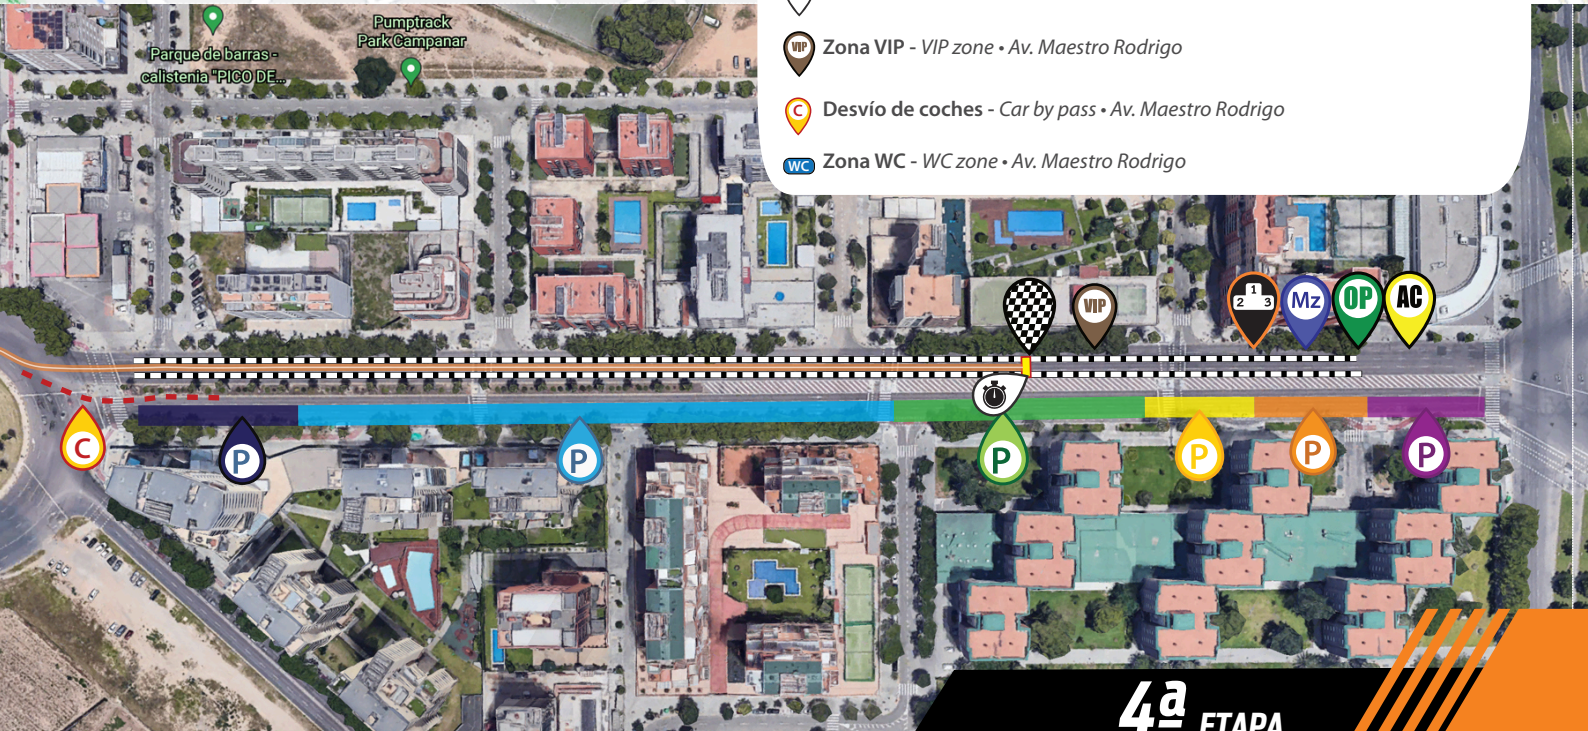 Pumptrack
Park Campanar
Parque de barras -
calistenia "PICO DE...
VIP Zona VIP - VIP zone • Av. Maestro Rodrigo
C Desvío de coches - Car by pass • Av. Maestro Rodrigo
WC Zona WC - WC zone • Av. Maestro Rodrigo
VIP
2 1 3
Mz
OP
AC
C
P
P
P
P
P
P
4ª ETAPA